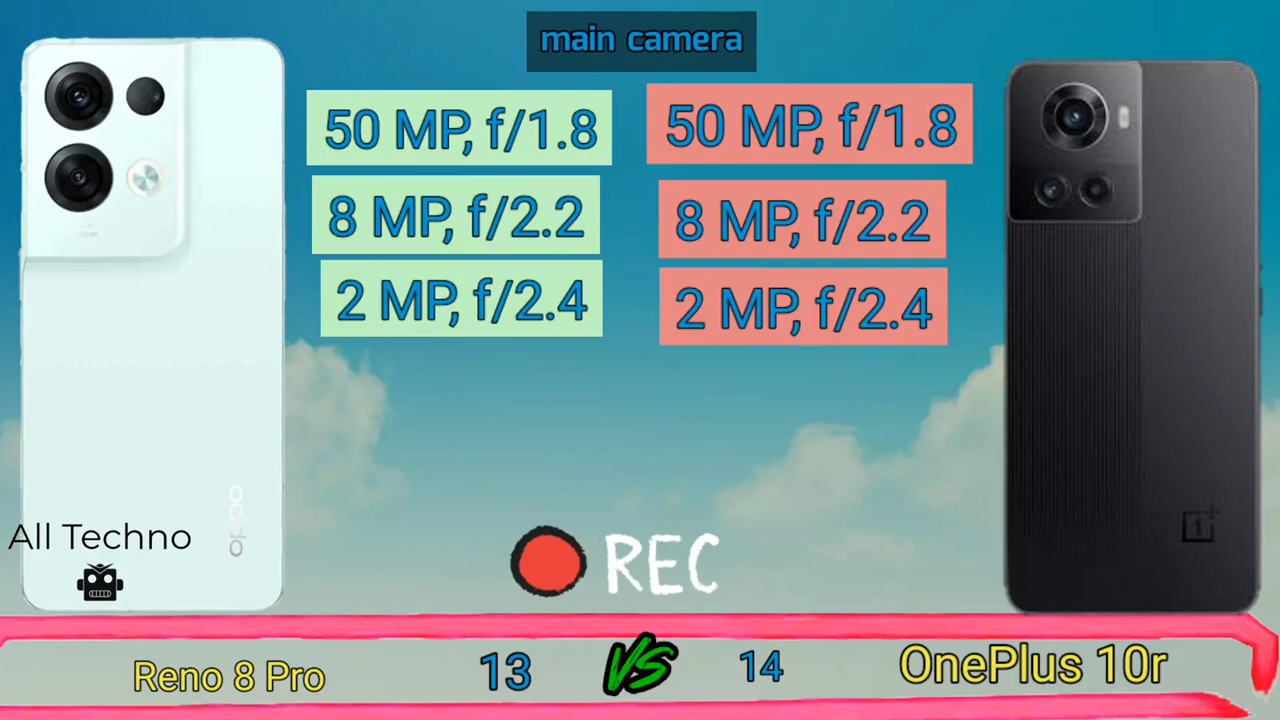 main camera
50 MP, f/1.8
50 MP, f/1.8
8 MP, f/2.2
8 MP, f/2.2
2 MP, f/2.4
2 MP, f/2.4
oppo
All Techno
REC
Reno 8 Pro
13
VS
14
OnePlus 10r